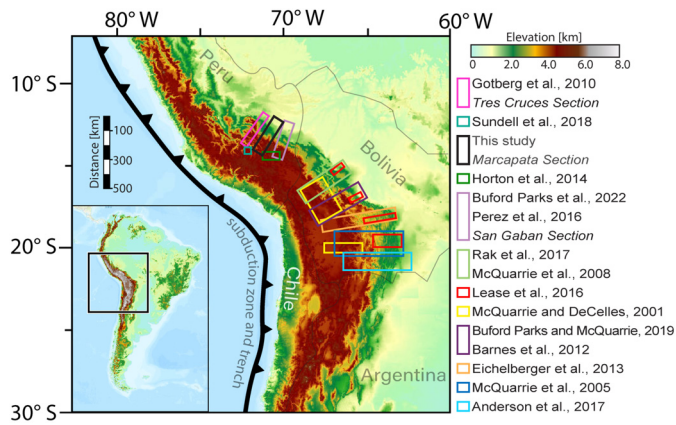 80° W
70° W
60° W
10° S
20° S
30° S
Peru
Bolivia
Chile
Argentina
subduction zone and trench
Distance [km]
100
300
500
Elevation [km]
0
2.0
4.0
6.0
8.0
Gotberg et al., 2010
Tres Cruces Section
Sundell et al., 2018
This study
Marcapata Section
Horton et al., 2014
Buford Parks et al., 2022
Perez et al., 2016
San Gaban Section
Rak et al., 2017
McQuarrie et al., 2008
Lease et al., 2016
McQuarrie and DeCelles, 2001
Buford Parks and McQuarrie, 2019
Barnes et al., 2012
Eichelberger et al., 2013
McQuarrie et al., 2005
Anderson et al., 2017